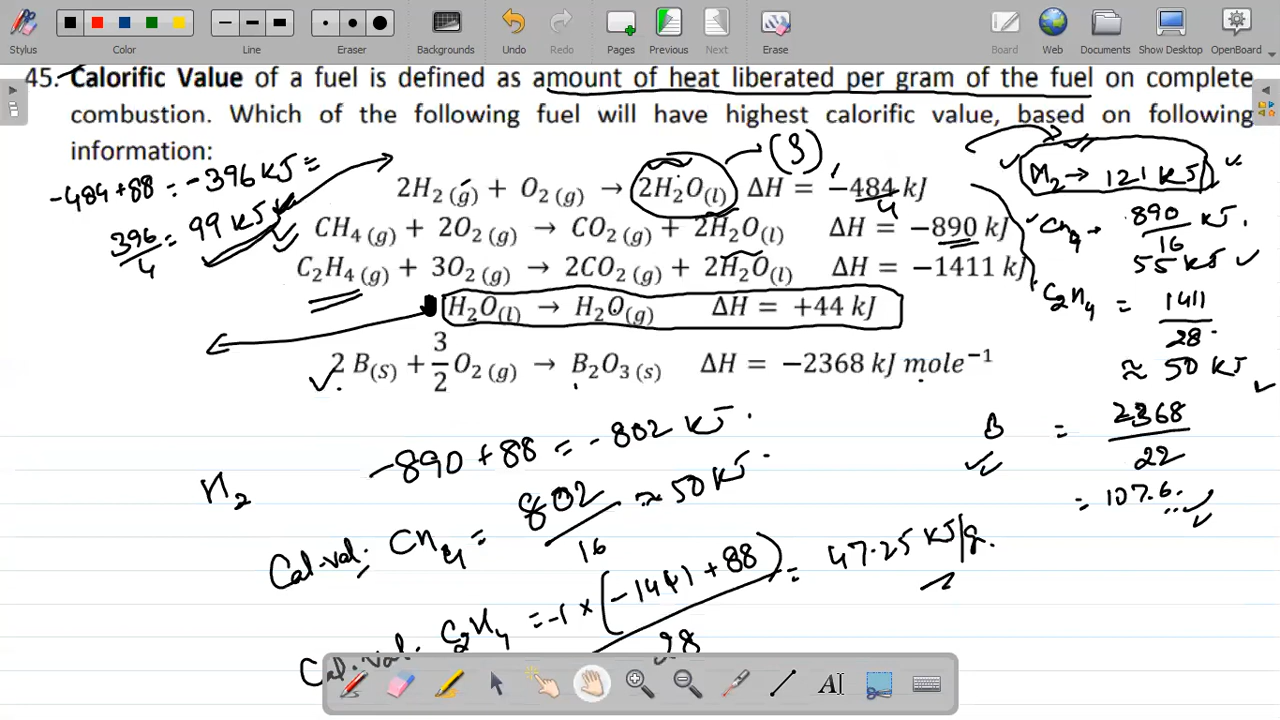 Stylus Color Line Eraser Backgrounds Undo Redo Pages Previous Next Erase Board Web Documents Show Desktop OpenBoard
45. Calorific Value of a fuel is defined as amount of heat liberated per gram of the fuel on complete
combustion. Which of the following fuel will have highest calorific value, based on following
information:
-484+88 = -396 KJ =
396/4 = 99 KJ
2H₂ (g) + O₂ (g) → 2H₂O(l) ΔH = -484 kJ
(g)
4
CH₄ (g) + 2O₂ (g) → CO₂ (g) + 2H₂O(l) ΔH = -890 kJ
C₂H₄ (g) + 3O₂ (g) → 2CO₂ (g) + 2H₂O(l) ΔH = -1411 kJ
H₂O(l) → H₂O(g) ΔH = +44 kJ
2 B(s) + 3/2 O₂ (g) → B₂O₃ (s) ΔH = -2368 kJ mole⁻¹
H₂ → 121 KJ
CH₄ → 890/16 KJ.
55 KJ
C₂H₄ = 1411/28
≈ 50 KJ
B = 2368/22
= 107.6.
H₂
-890 + 88 = -802 KJ.
Cal. val. CH₄ = 802/16 ≈ 50 KJ.
Cal. val. C₂H₄ = -1 × (-1441 + 88)/28 = 47.25 KJ/g.